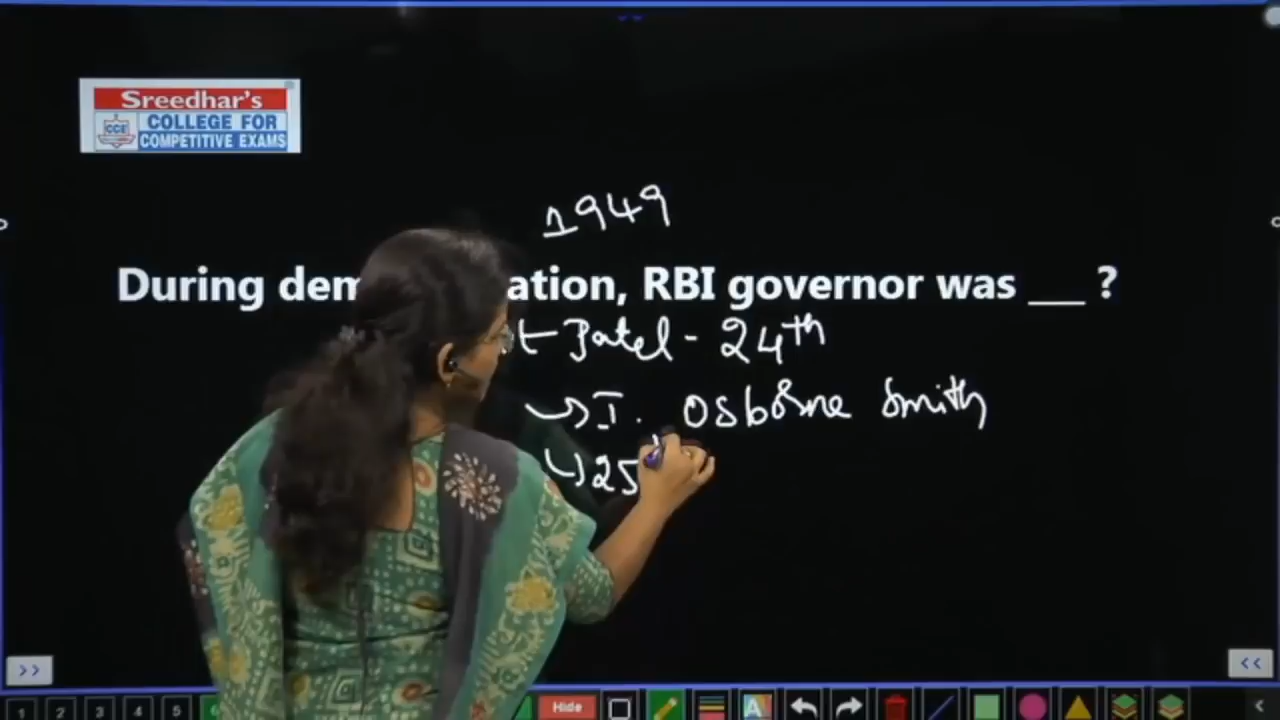 Sreedhar's
CCE
COLLEGE FOR
COMPETITIVE EXAMS
1949
During dem ation, RBI governor was ___ ?
t Patel - 24th
I. Osborne Smith
25
>>
<<
1 2 3 4 5 6
Hide
A
<